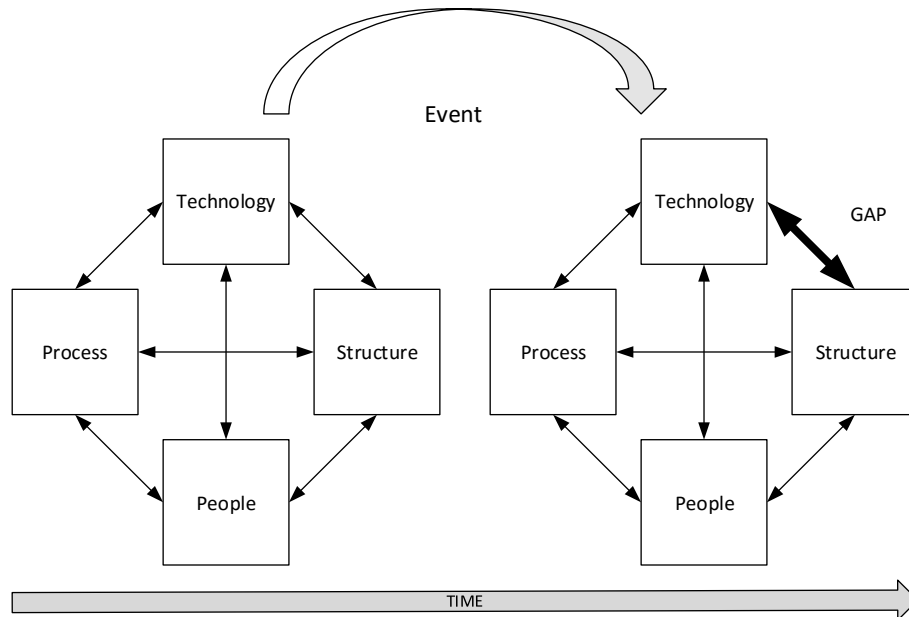 Event
Technology
Technology
GAP
Process
Structure
Process
Structure
People
People
TIME